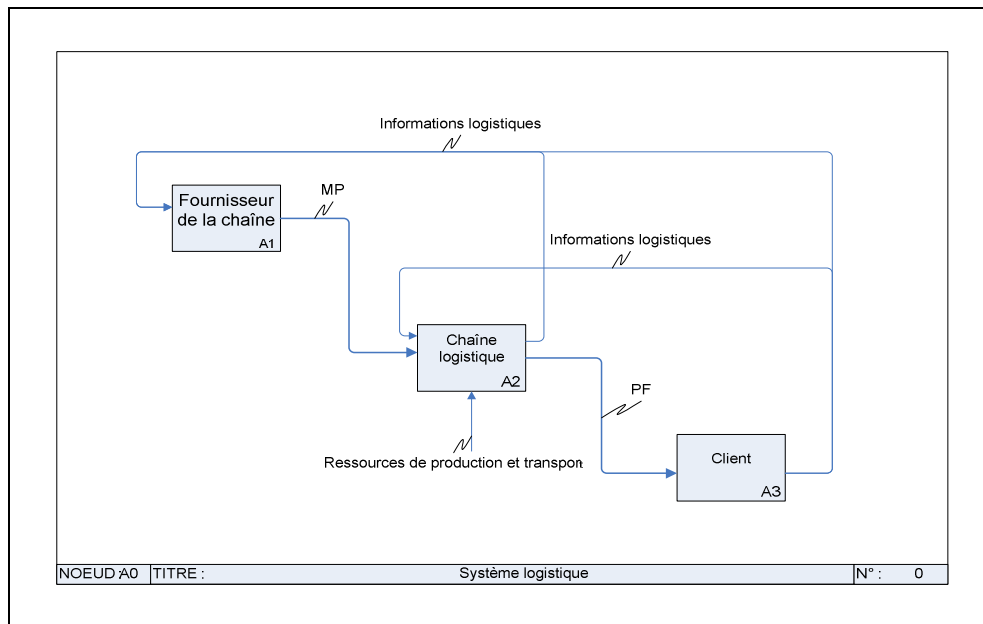 Informations logistiques
MP
Fournisseur
de la chaîne
A1
Informations logistiques
Chaîne
logistique
A2
PF
Ressources de production et transport
Client
A3
NOEUD :A0
TITRE :
Système logistique
N° :
0